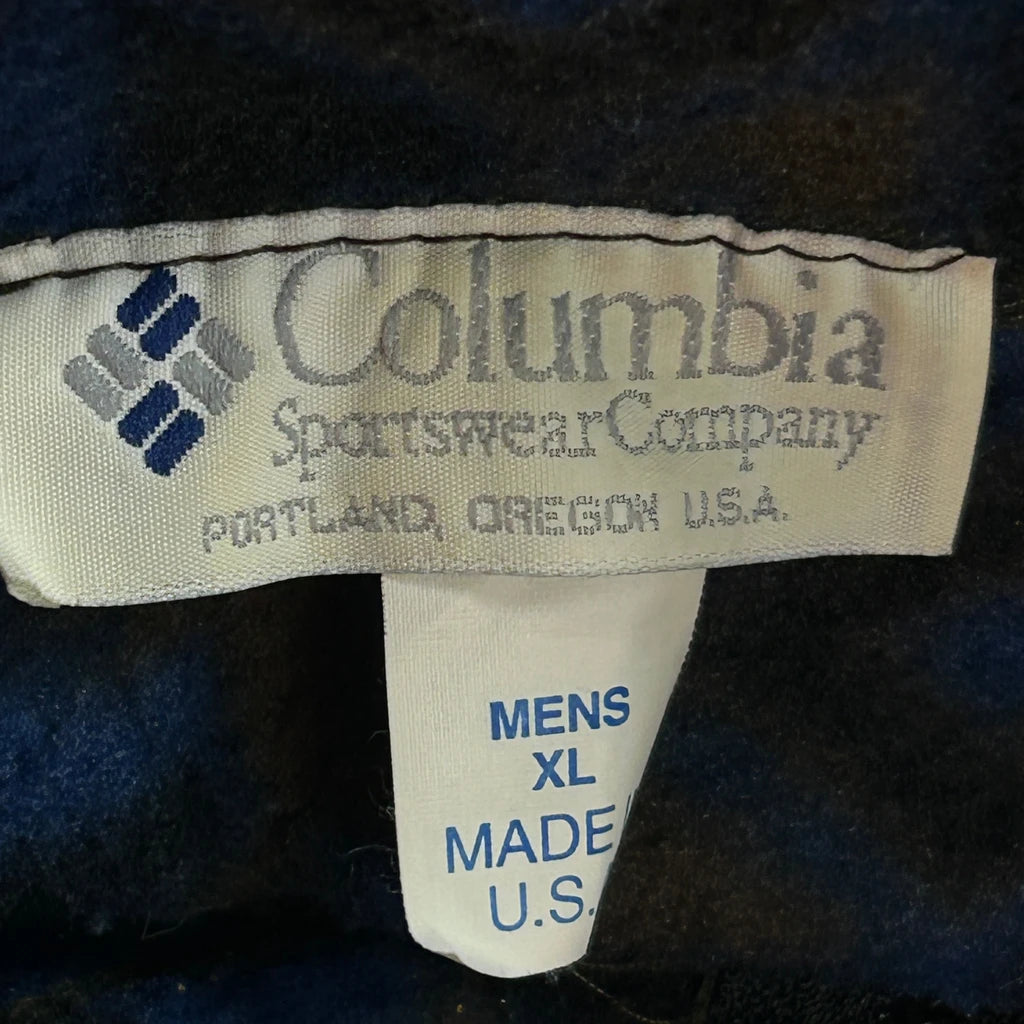 Columbia
Sportswear Company
PORTLAND, OREGON U.S.A.
MENS
XL
MADE
U.S.